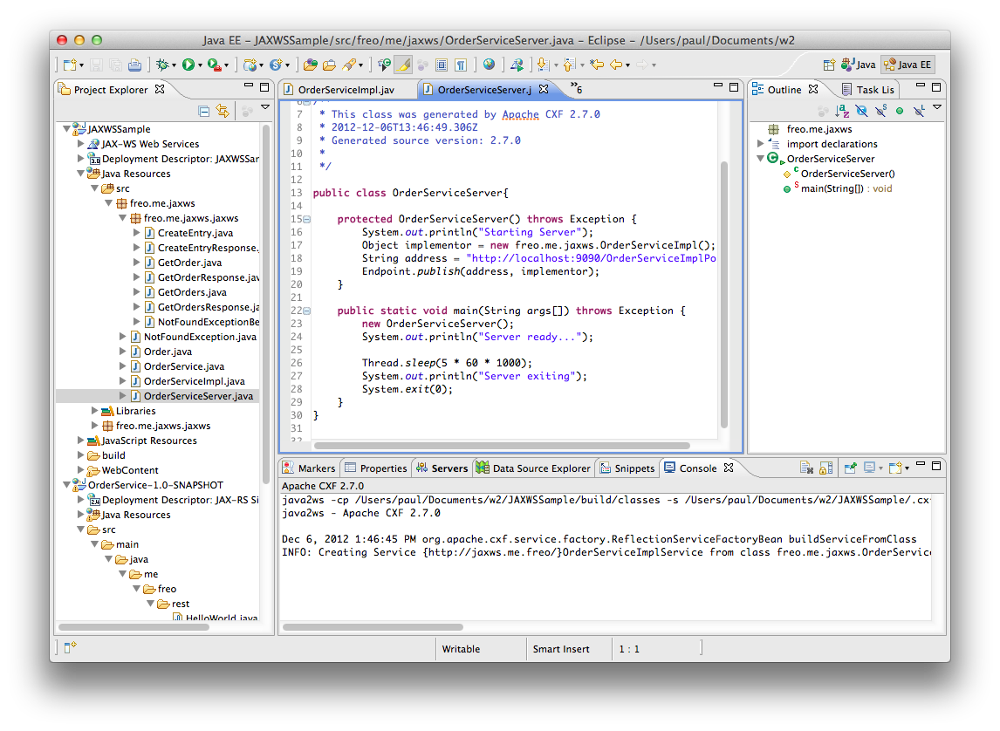 Java EE – JAXWSSample/src/freo/me/jaxws/OrderServiceServer.java – Eclipse – /Users/paul/Documents/w2
Java
Java EE
Project Explorer
JAXWSSample
JAX-WS Web Services
Deployment Descriptor: JAXWSSar
Java Resources
src
freo.me.jaxws
freo.me.jaxws.jaxws
CreateEntry.java
CreateEntryResponse.
GetOrder.java
GetOrderResponse.jav
GetOrders.java
GetOrdersResponse.ja
NotFoundExceptionBe
NotFoundException.java
Order.java
OrderService.java
OrderServiceImpl.java
OrderServiceServer.java
Libraries
freo.me.jaxws.jaxws
JavaScript Resources
build
WebContent
OrderService-1.0-SNAPSHOT
Deployment Descriptor: JAX-RS Si
Java Resources
src
main
java
me
freo
rest
HelloWorld.java
OrderServiceImpl.jav
OrderServiceServer.j
»6
6 /**
7 * This class was generated by Apache CXF 2.7.0
8 * 2012-12-06T13:46:49.306Z
9 * Generated source version: 2.7.0
10 *
11 */
12
13 public class OrderServiceServer{
14
15 protected OrderServiceServer() throws Exception {
16 System.out.println("Starting Server");
17 Object implementor = new freo.me.jaxws.OrderServiceImpl();
18 String address = "http://localhost:9090/OrderServiceImplPo
19 Endpoint.publish(address, implementor);
20 }
21
22 public static void main(String args[]) throws Exception {
23 new OrderServiceServer();
24 System.out.println("Server ready...");
25
26 Thread.sleep(5 * 60 * 1000);
27 System.out.println("Server exiting");
28 System.exit(0);
29 }
30 }
31
32
Outline
Task Lis
freo.me.jaxws
import declarations
OrderServiceServer
OrderServiceServer()
main(String[]) : void
Markers
Properties
Servers
Data Source Explorer
Snippets
Console
Apache CXF 2.7.0
java2ws -cp /Users/paul/Documents/w2/JAXWSSample/build/classes -s /Users/paul/Documents/w2/JAXWSSample/.cx
java2ws - Apache CXF 2.7.0
Dec 6, 2012 1:46:45 PM org.apache.cxf.service.factory.ReflectionServiceFactoryBean buildServiceFromClass
INFO: Creating Service {http://jaxws.me.freo/}OrderServiceImplService from class freo.me.jaxws.OrderService
Writable
Smart Insert
1 : 1